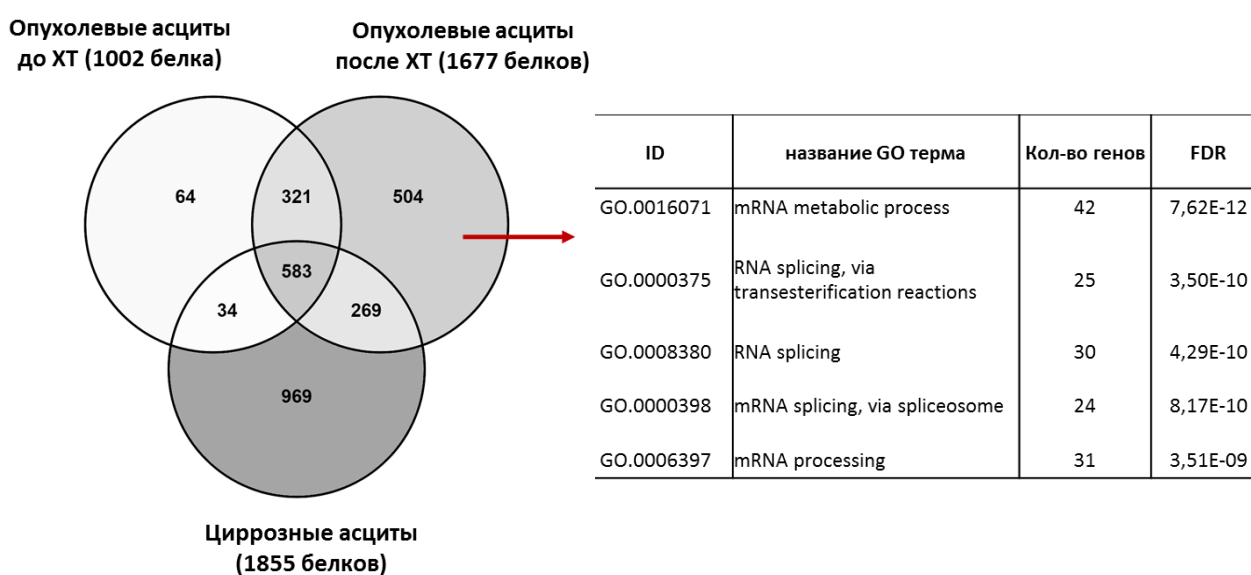 Опухолевые асциты
до ХТ (1002 белка)
Опухолевые асциты
после ХТ (1677 белков)
64
321
504
583
34
269
969
Циррозные асциты
(1855 белков)
ID название GO терма Кол-во генов FDR
GO.0016071 mRNA metabolic process 42 7,62E-12
GO.0000375 RNA splicing, via transesterification reactions 25 3,50E-10
GO.0008380 RNA splicing 30 4,29E-10
GO.0000398 mRNA splicing, via spliceosome 24 8,17E-10
GO.0006397 mRNA processing 31 3,51E-09